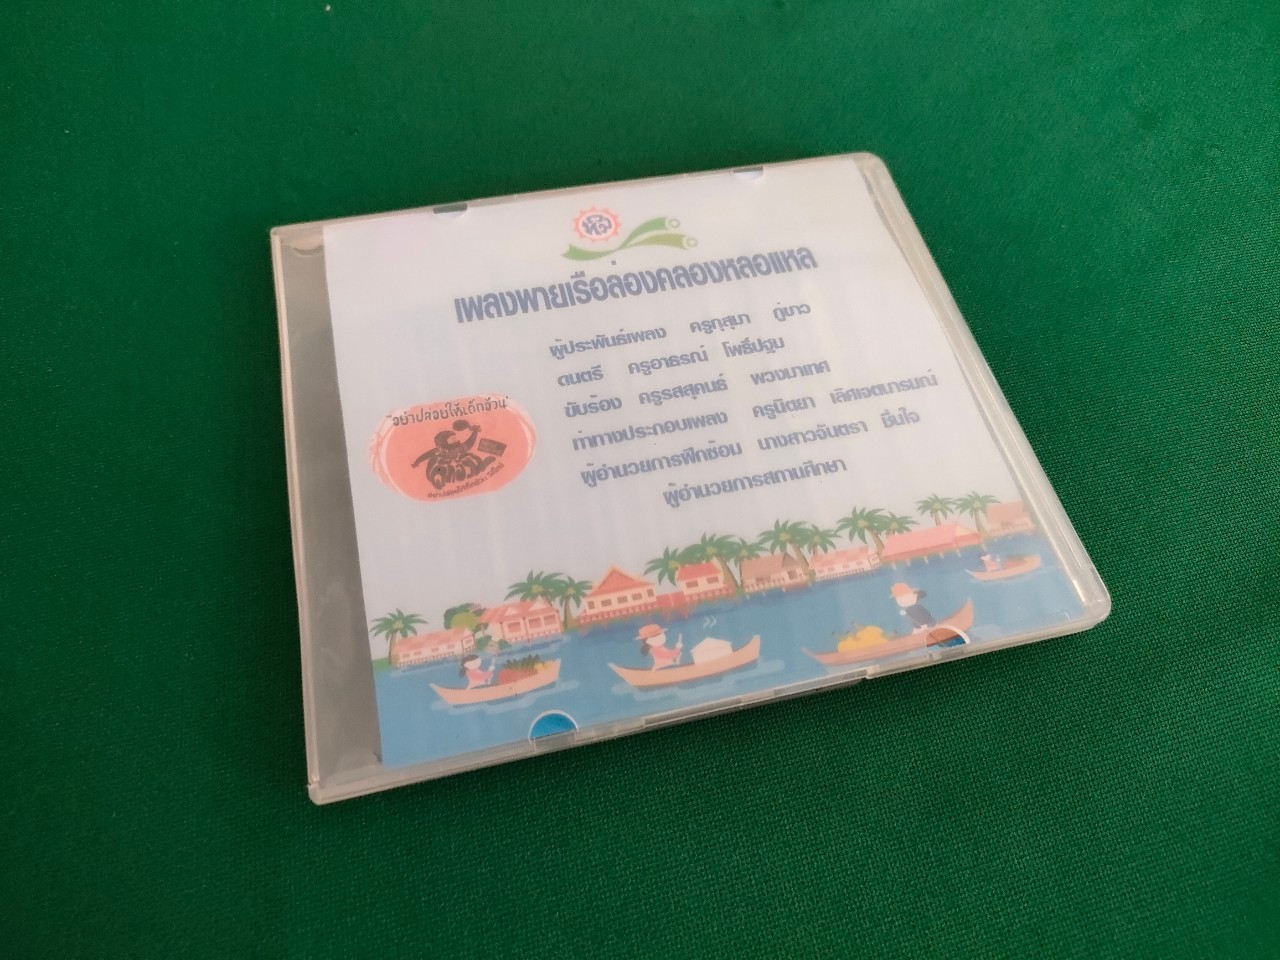 เพลงพายเรือล่องคลองหลอแหล
ผู้ประพันธ์เพลง ครูกุสุมา กู่ขาว
ดนตรี ครูอาธรณ์ โพธิ์ปฐม
ขับร้อง ครูรสสุคนธ์ พวงมาเทศ
ท่าทางประกอบเพลง ครูนิตยา เลิศเจตนารมณ์
ผู้อำนวยการฝึกซ้อม นางสาวจันตรา ชื่นใจ
ผู้อำนวยการสถานศึกษา
"อย่าปล่อยให้เด็กอ้วน"